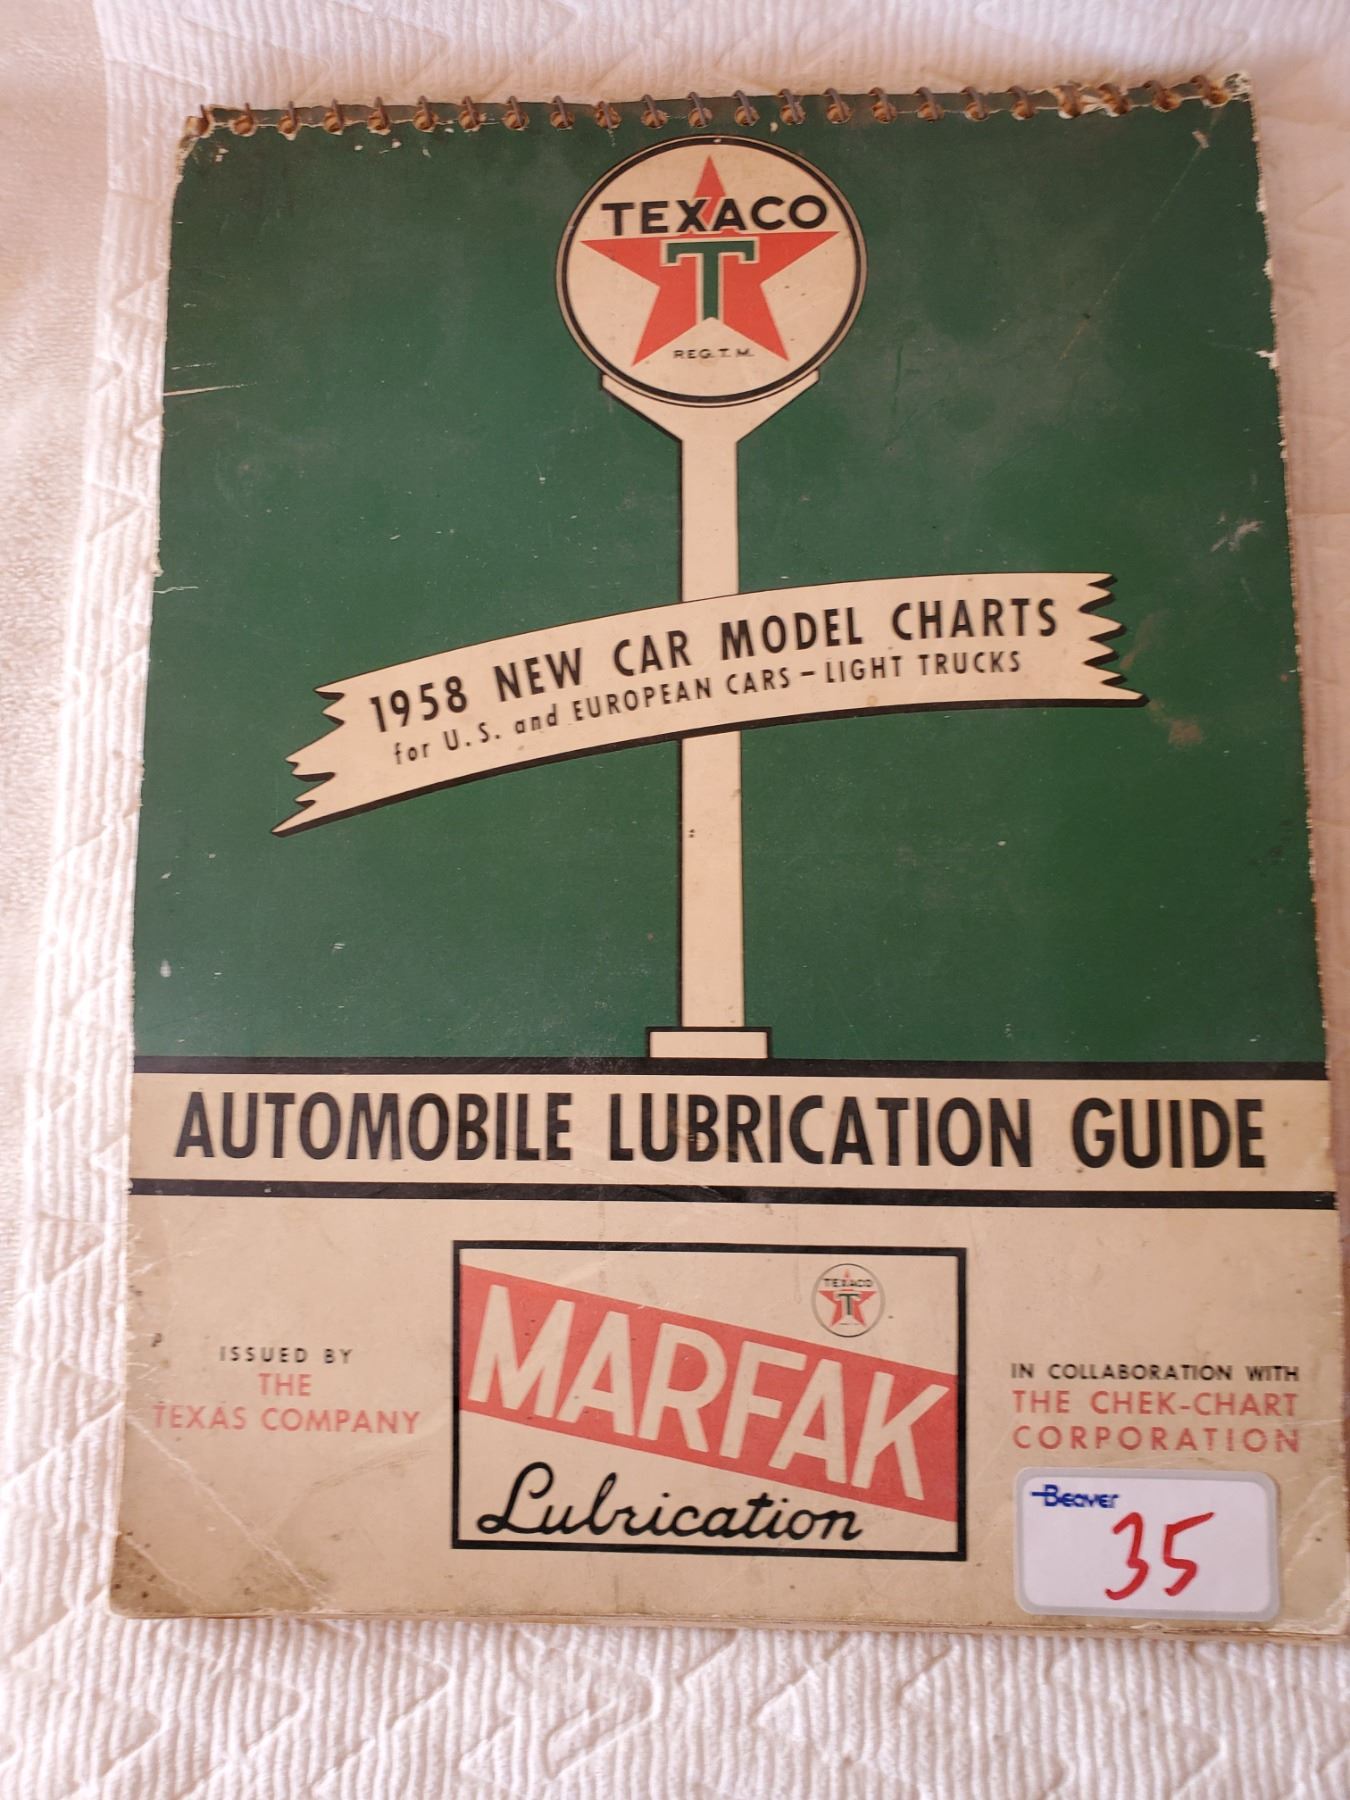 TEXACO
T
REG. T. M.
1958 NEW CAR MODEL CHARTS
for U.S. and EUROPEAN CARS – LIGHT TRUCKS
AUTOMOBILE LUBRICATION GUIDE
ISSUED BY
THE
TEXAS COMPANY
TEXACO
T
MARFAK
Lubrication
IN COLLABORATION WITH
THE CHEK-CHART
CORPORATION
Beaver
35